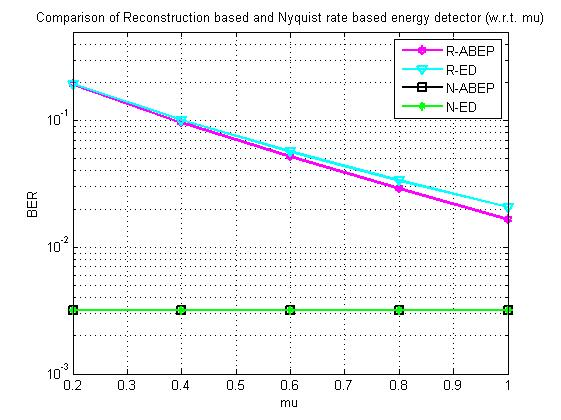 Comparison of Reconstruction based and Nyquist rate based energy detector (w.r.t. mu)
R-ABEP
R-ED
N-ABEP
N-ED
10^-1
10^-2
10^-3
BER
0.2 0.3 0.4 0.5 0.6 0.7 0.8 0.9 1
mu